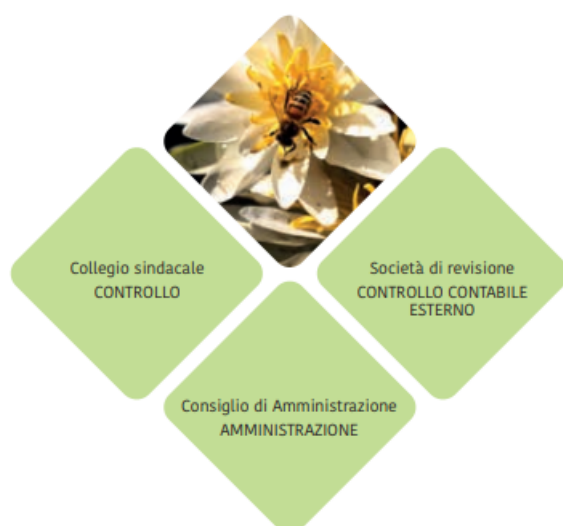 Collegio sindacale
CONTROLLO
Società di revisione
CONTROLLO CONTABILE
ESTERNO
Consiglio di Amministrazione
AMMINISTRAZIONE